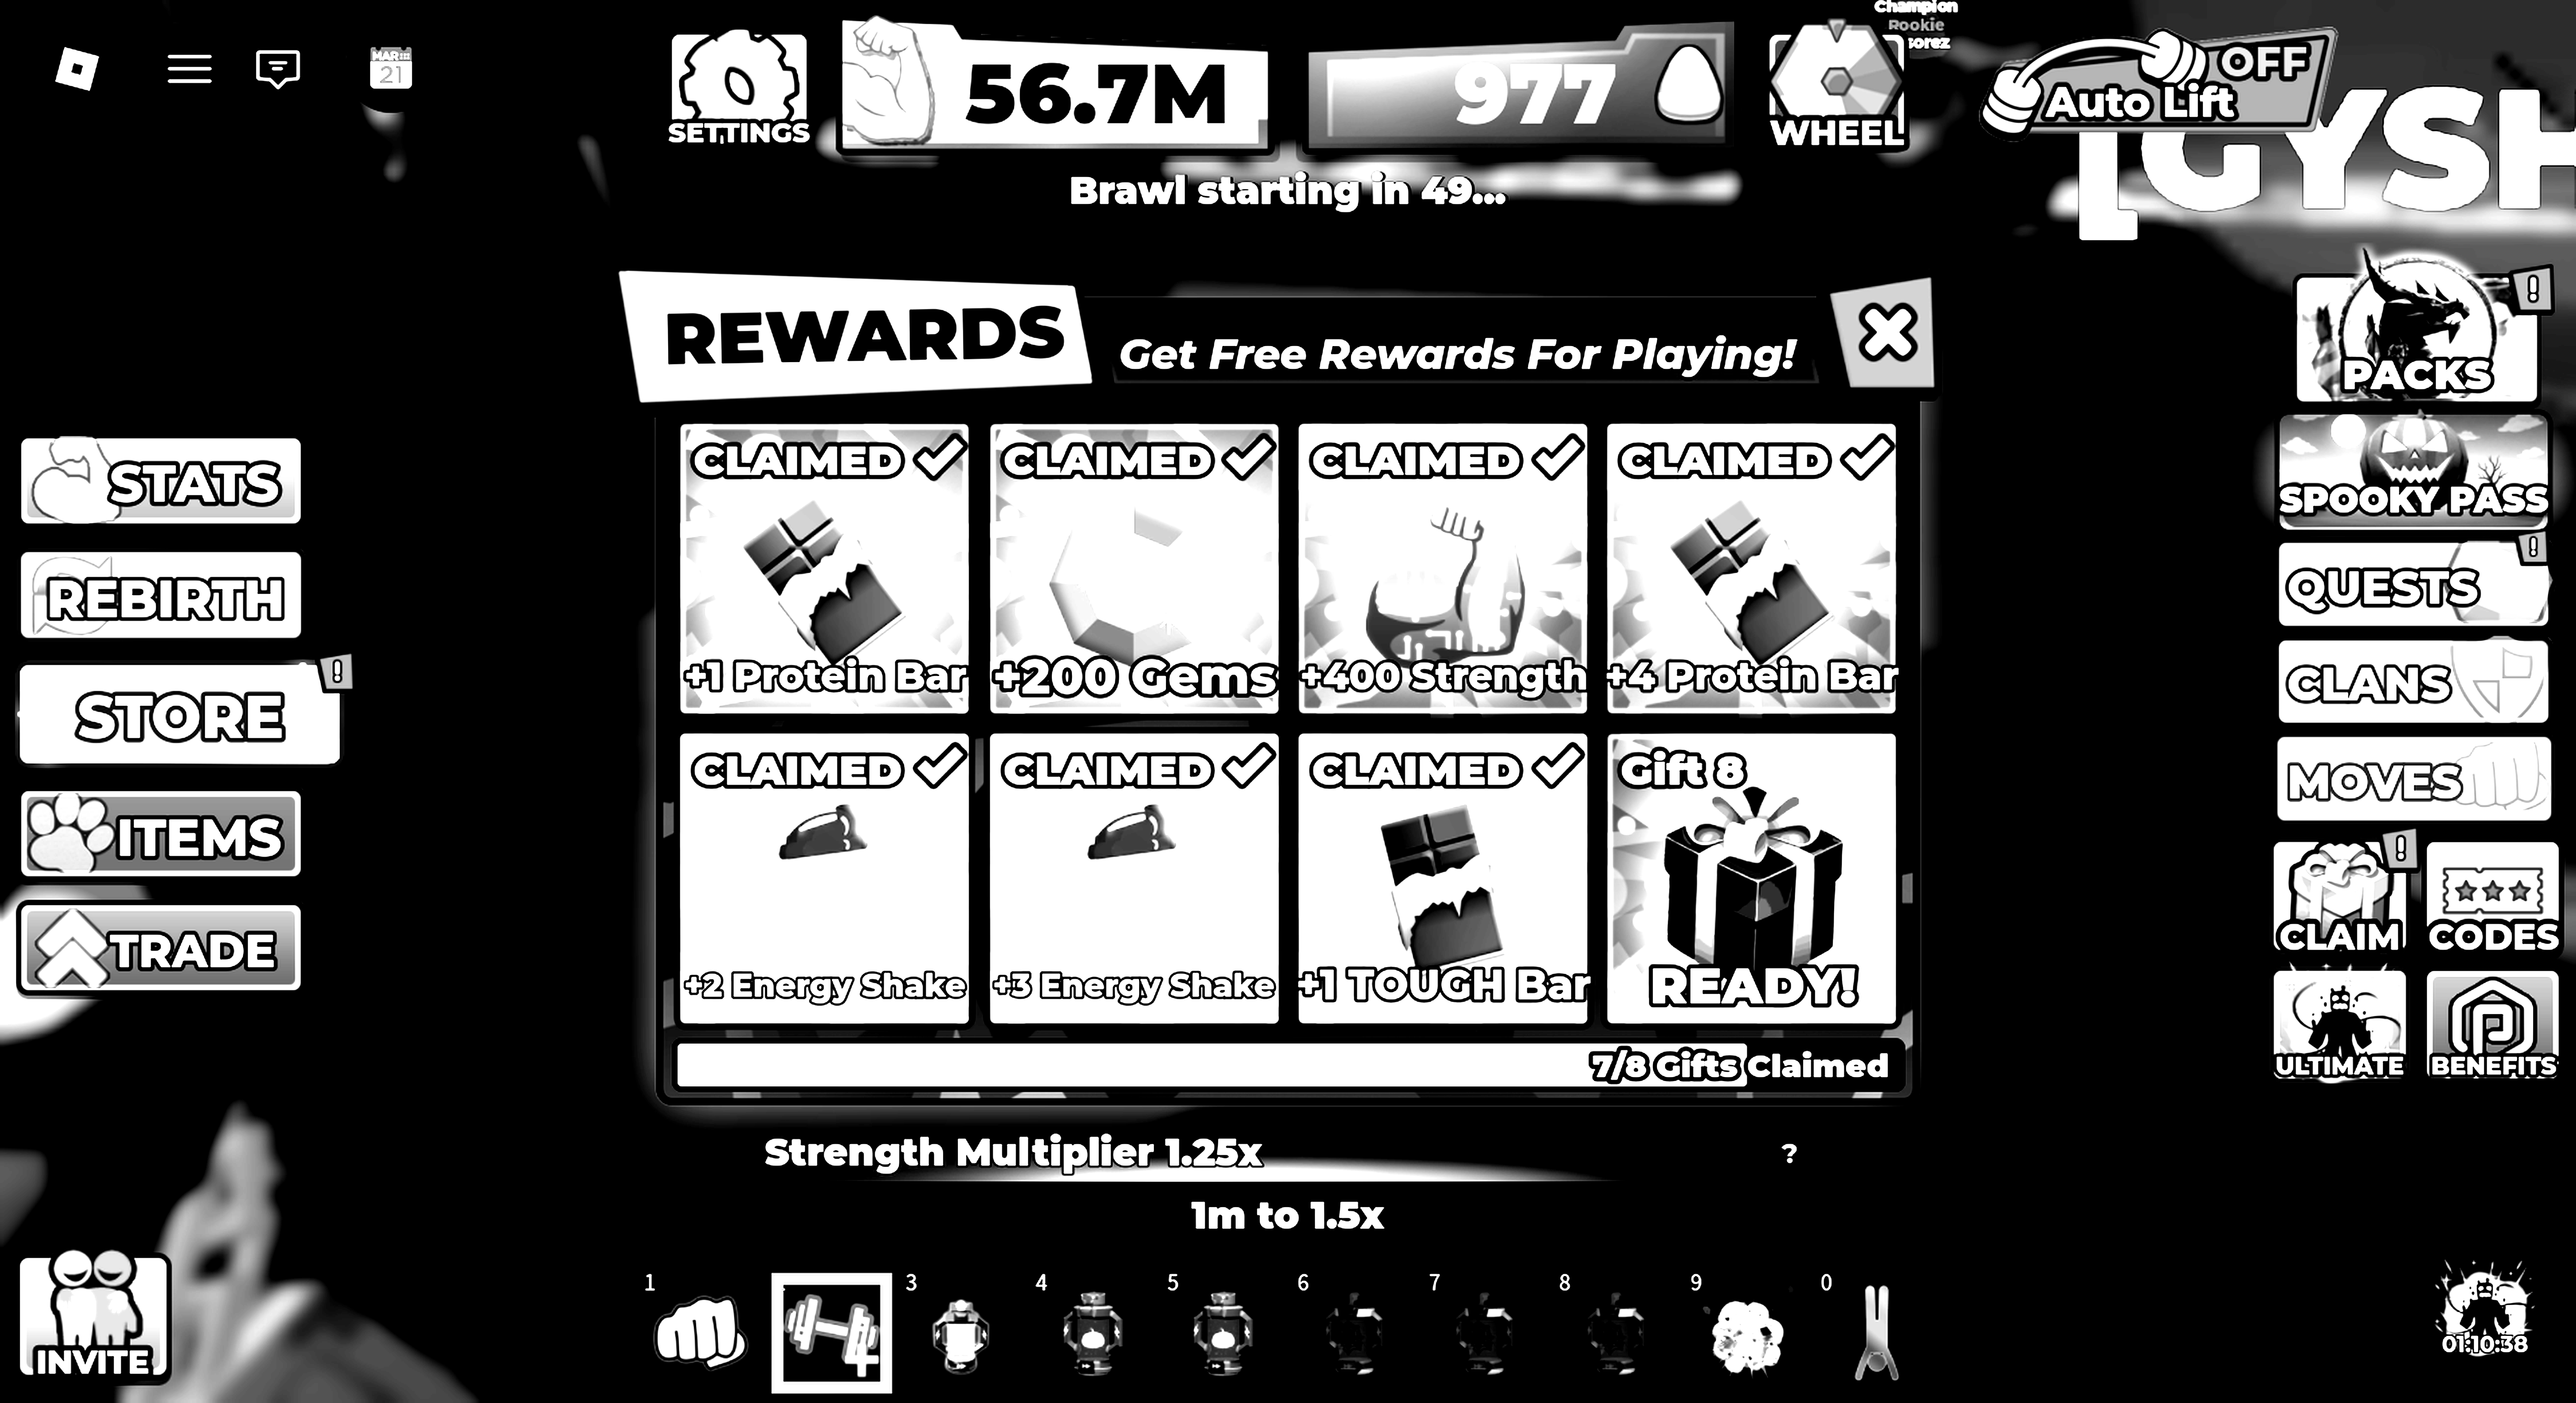 Champion
Rookie
MAR
21
SETTINGS
56.7M
977
WHEEL
OFF
Auto Lift
[GYSH
Brawl starting in 49...
REWARDS
Get Free Rewards For Playing!
PACKS
SPOOKY PASS
QUESTS
CLANS
MOVES
CLAIM
CODES
ULTIMATE
BENEFITS
STATS
REBIRTH
STORE
ITEMS
TRADE
CLAIMED
+1 Protein Bar
CLAIMED
+200 Gems
CLAIMED
+400 Strength
CLAIMED
+4 Protein Bar
CLAIMED
+2 Energy Shake
CLAIMED
+3 Energy Shake
CLAIMED
+1 TOUGH Bar
Gift 8
READY!
7/8 Gifts Claimed
Strength Multiplier 1.25x
?
1m to 1.5x
INVITE
1
3
4
5
6
7
8
9
0
01:10:38